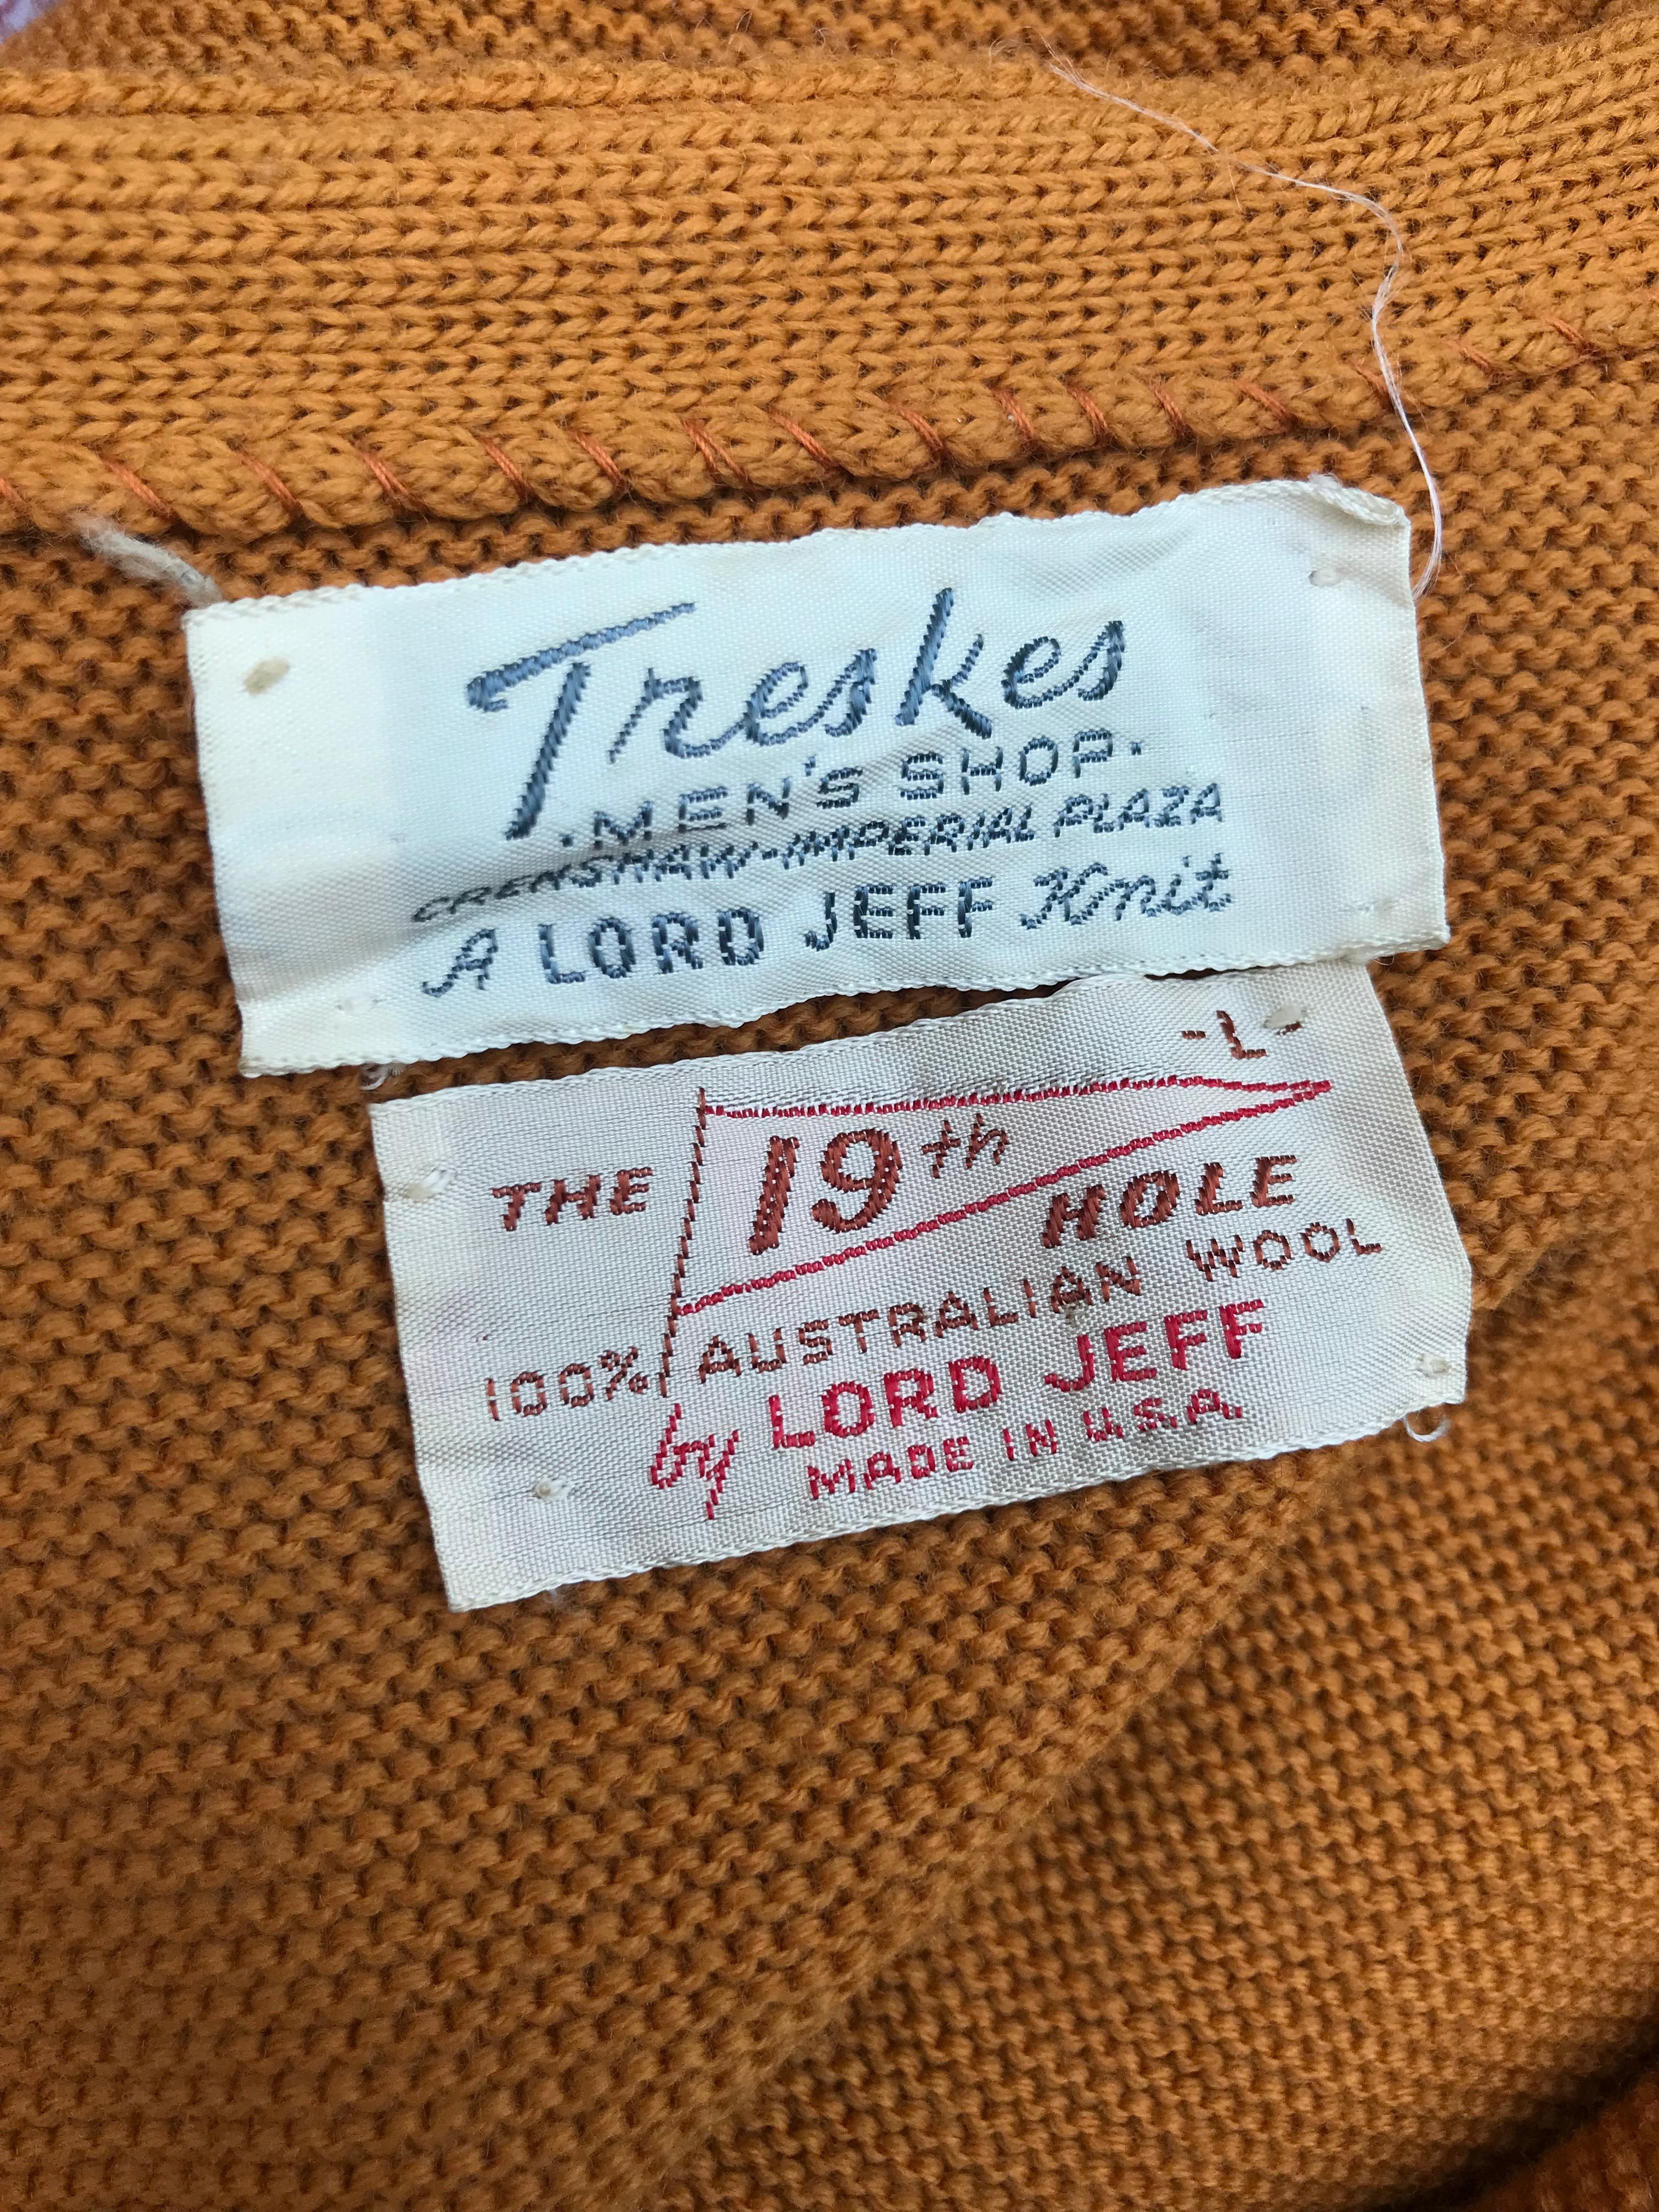 Treskes
.MEN'S SHOP.
CRENSHAW-IMPERIAL PLAZA
A LORD JEFF Knit
-L-
THE 19th HOLE
100% AUSTRALIAN WOOL
by LORD JEFF
MADE IN U.S.A.